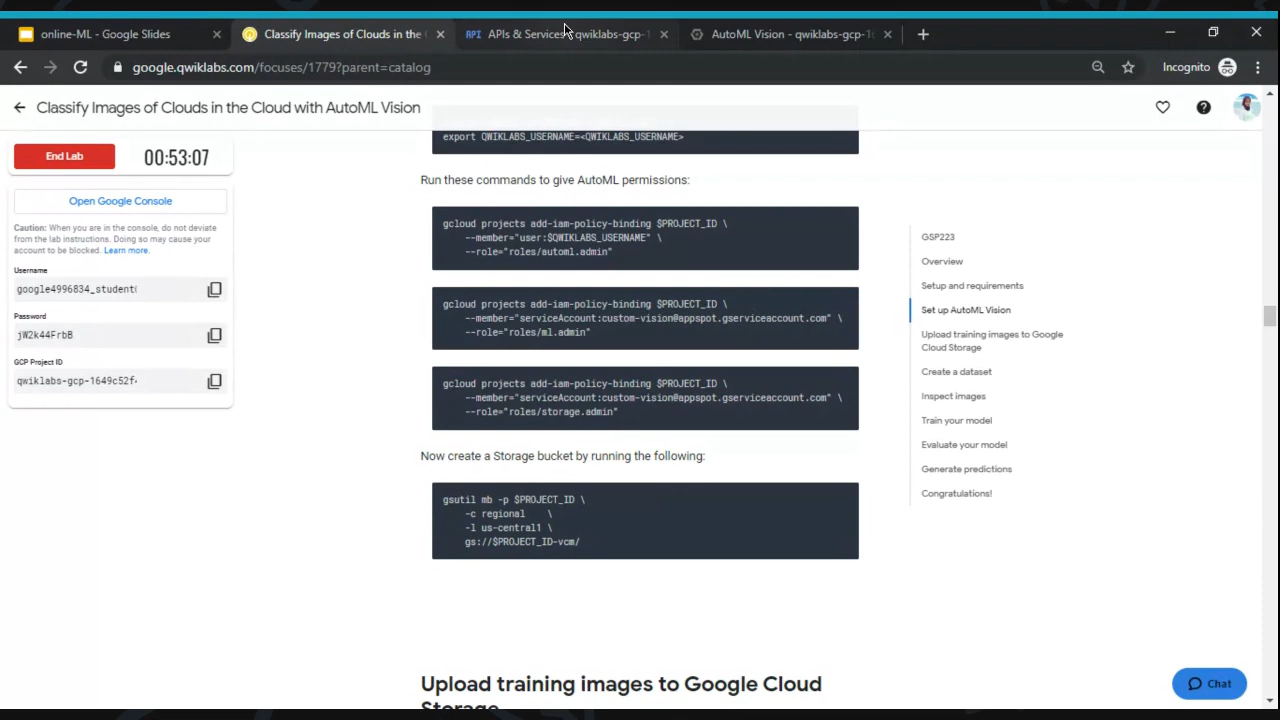 online-ML - Google Slides
Classify Images of Clouds in the
API APIs & Services - qwiklabs-gcp-1
AutoML Vision - qwiklabs-gcp-16
google.qwiklabs.com/focuses/1779?parent=catalog
Incognito
Classify Images of Clouds in the Cloud with AutoML Vision
End Lab
00:53:07
Open Google Console
Caution: When you are in the console, do not deviate
from the lab instructions. Doing so may cause your
account to be blocked. Learn more.
Username
google4996834_student
Password
jW2k44FrbB
GCP Project ID
qwiklabs-gcp-1649c52f
export QWIKLABS_USERNAME=<QWIKLABS_USERNAME>
Run these commands to give AutoML permissions:
gcloud projects add-iam-policy-binding $PROJECT_ID \
--member="user:$QWIKLABS_USERNAME" \
--role="roles/automl.admin"
gcloud projects add-iam-policy-binding $PROJECT_ID \
--member="serviceAccount:custom-vision@appspot.gserviceaccount.com" \
--role="roles/ml.admin"
gcloud projects add-iam-policy-binding $PROJECT_ID \
--member="serviceAccount:custom-vision@appspot.gserviceaccount.com" \
--role="roles/storage.admin"
Now create a Storage bucket by running the following:
gsutil mb -p $PROJECT_ID \
-c regional \
-l us-central1 \
gs://$PROJECT_ID-vcm/
Upload training images to Google Cloud
Storage
GSP223
Overview
Setup and requirements
Set up AutoML Vision
Upload training images to Google
Cloud Storage
Create a dataset
Inspect images
Train your model
Evaluate your model
Generate predictions
Congratulations!
Chat